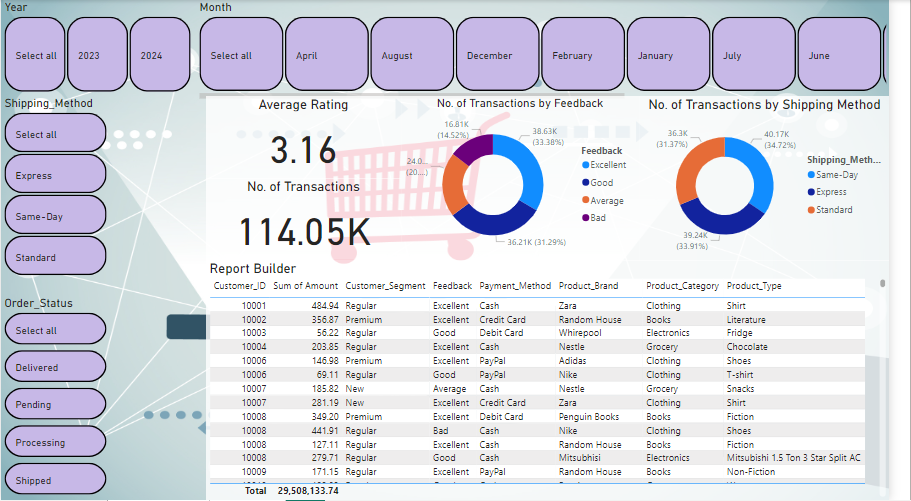 Year
Month
Select all
2023
2024
Select all
April
August
December
February
January
July
June
Shipping_Method
Select all
Express
Same-Day
Standard
Order_Status
Select all
Delivered
Pending
Processing
Shipped
Average Rating
3.16
No. of Transactions
114.05K
No. of Transactions by Feedback
16.81K
(14.52%)
38.63K
(33.38%)
24.0...
(20....)
36.21K (31.29%)
Feedback
Excellent
Good
Average
Bad
No. of Transactions by Shipping Method
36.3K
(31.37%)
40.17K
(34.72%)
39.24K
(33.91%)
Shipping_Meth...
Same-Day
Express
Standard
Report Builder
Customer_ID Sum of Amount Customer_Segment Feedback Payment_Method Product_Brand Product_Category Product_Type
10001 484.94 Regular Excellent Cash Zara Clothing Shirt
10002 356.87 Premium Excellent Credit Card Random House Books Literature
10003 56.22 Regular Good Debit Card Whirepool Electronics Fridge
10004 203.85 Regular Excellent Cash Nestle Grocery Chocolate
10006 146.98 Premium Excellent PayPal Adidas Clothing Shoes
10006 69.11 Regular Good PayPal Nike Clothing T-shirt
10007 185.82 New Average Cash Nestle Grocery Snacks
10007 281.19 New Excellent Credit Card Zara Clothing Shirt
10008 349.20 Premium Excellent Debit Card Penguin Books Books Fiction
10008 441.91 Regular Bad Cash Nike Clothing Shoes
10008 127.11 Regular Excellent Cash Random House Books Fiction
10008 279.71 Regular Good Cash Mitsubhisi Electronics Mitsubishi 1.5 Ton 3 Star Split AC
10009 171.15 Regular Excellent PayPal Random House Books Non-Fiction
Total 29,508,133.74